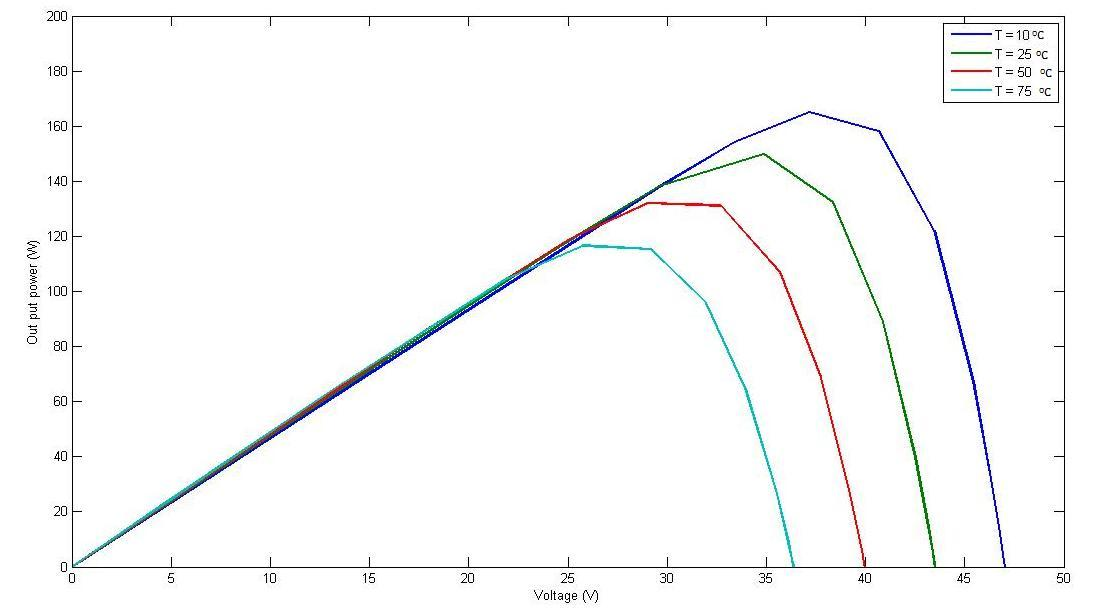 200
180
160
140
120
100
80
60
40
20
0
Out put power (W)
0 5 10 15 20 25 30 35 40 45 50
Voltage (V)
T = 10 ºC
T = 25 ºC
T = 50 ºC
T = 75 ºC